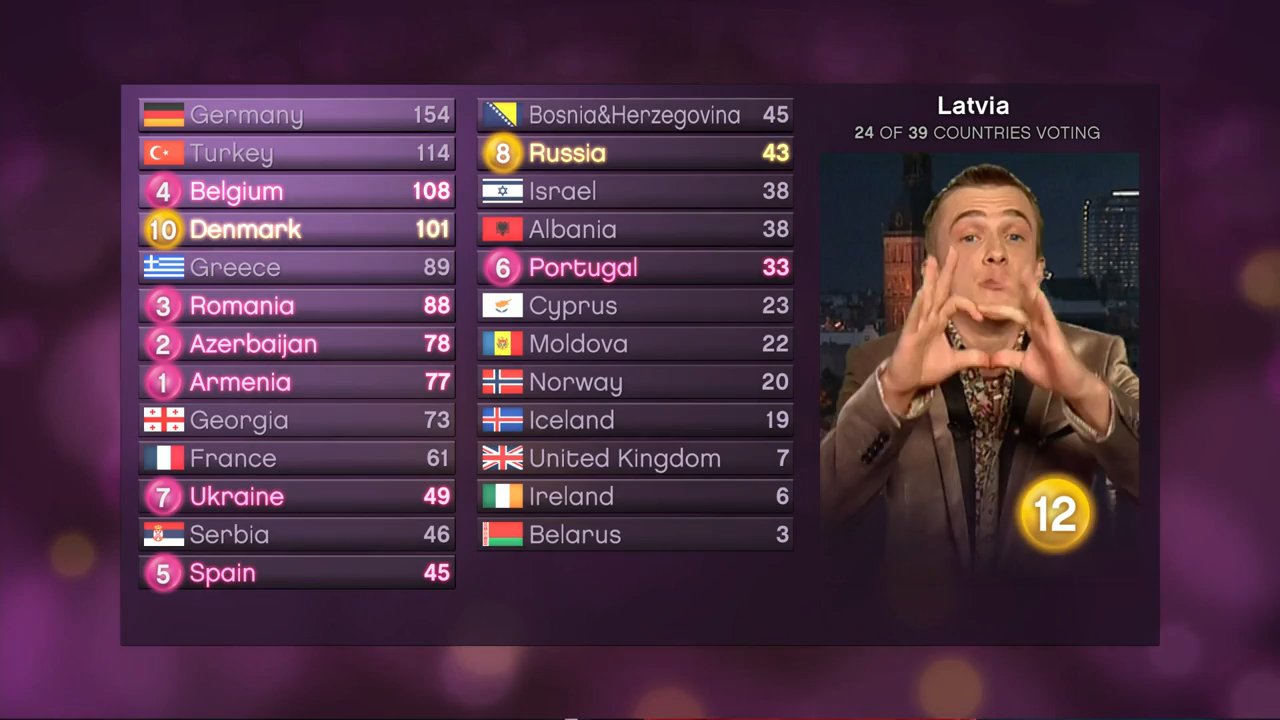 Germany 154
Turkey 114
4 Belgium 108
10 Denmark 101
Greece 89
3 Romania 88
2 Azerbaijan 78
1 Armenia 77
Georgia 73
France 61
7 Ukraine 49
Serbia 46
5 Spain 45
Bosnia&Herzegovina 45
8 Russia 43
Israel 38
Albania 38
6 Portugal 33
Cyprus 23
Moldova 22
Norway 20
Iceland 19
United Kingdom 7
Ireland 6
Belarus 3
Latvia
24 OF 39 COUNTRIES VOTING
12